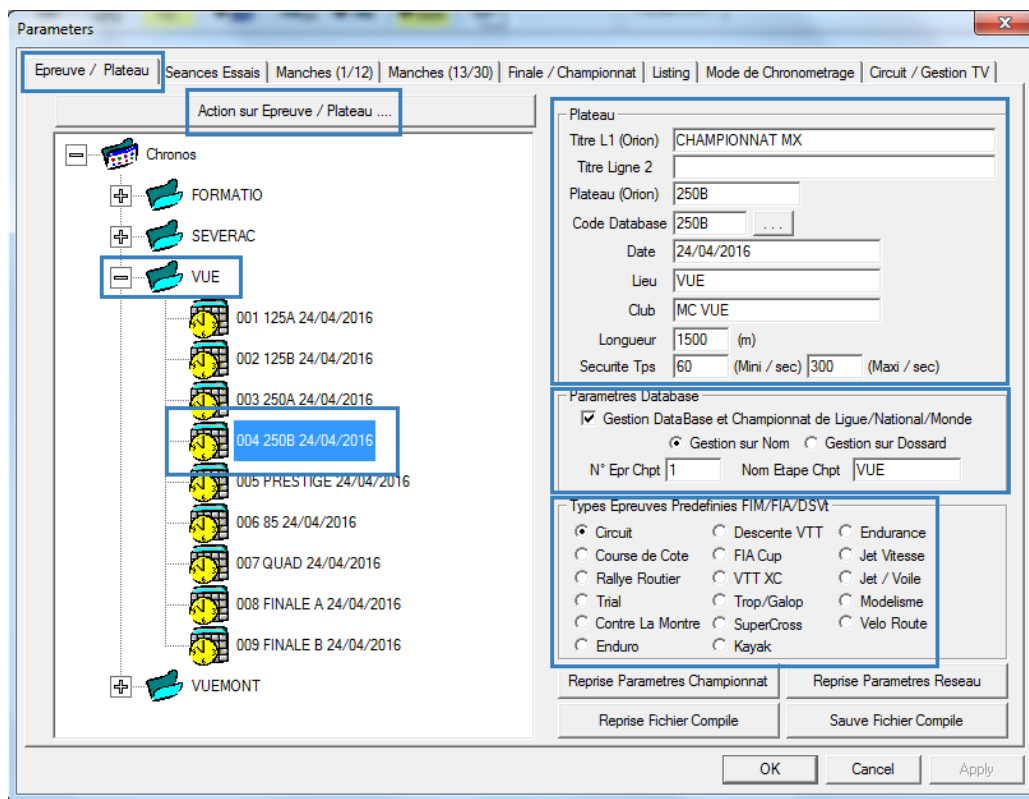 Parameters
Epreuve / Plateau
Seances Essais
Manches (1/12)
Manches (13/30)
Finale / Championnat
Listing
Mode de Chronometrage
Circuit / Gestion TV
Action sur Epreuve / Plateau ....
Chronos
FORMATIO
SEVERAC
VUE
001 125A 24/04/2016
002 125B 24/04/2016
003 250A 24/04/2016
004 250B 24/04/2016
005 PRESTIGE 24/04/2016
006 85 24/04/2016
007 QUAD 24/04/2016
008 FINALE A 24/04/2016
009 FINALE B 24/04/2016
VUEMONT
Plateau
Titre L1 (Orion) CHAMPIONNAT MX
Titre Ligne 2
Plateau (Orion) 250B
Code Database 250B ...
Date 24/04/2016
Lieu VUE
Club MC VUE
Longueur 1500 (m)
Securite Tps 60 (Mini / sec) 300 (Maxi / sec)
Parametres Database
Gestion DataBase et Championnat de Ligue/National/Monde
Gestion sur Nom Gestion sur Dossard
N° Epr Chpt 1 Nom Etape Chpt VUE
Types Epreuves Predefinies FIM/FIA/DSVt
Circuit Descente VTT Endurance
Course de Cote FIA Cup Jet Vitesse
Rallye Routier VTT XC Jet / Voile
Trial Trop/Galop Modelisme
Contre La Montre SuperCross Velo Route
Enduro Kayak
Reprise Parametres Championnat Reprise Parametres Reseau
Reprise Fichier Compile Sauve Fichier Compile
OK Cancel Apply